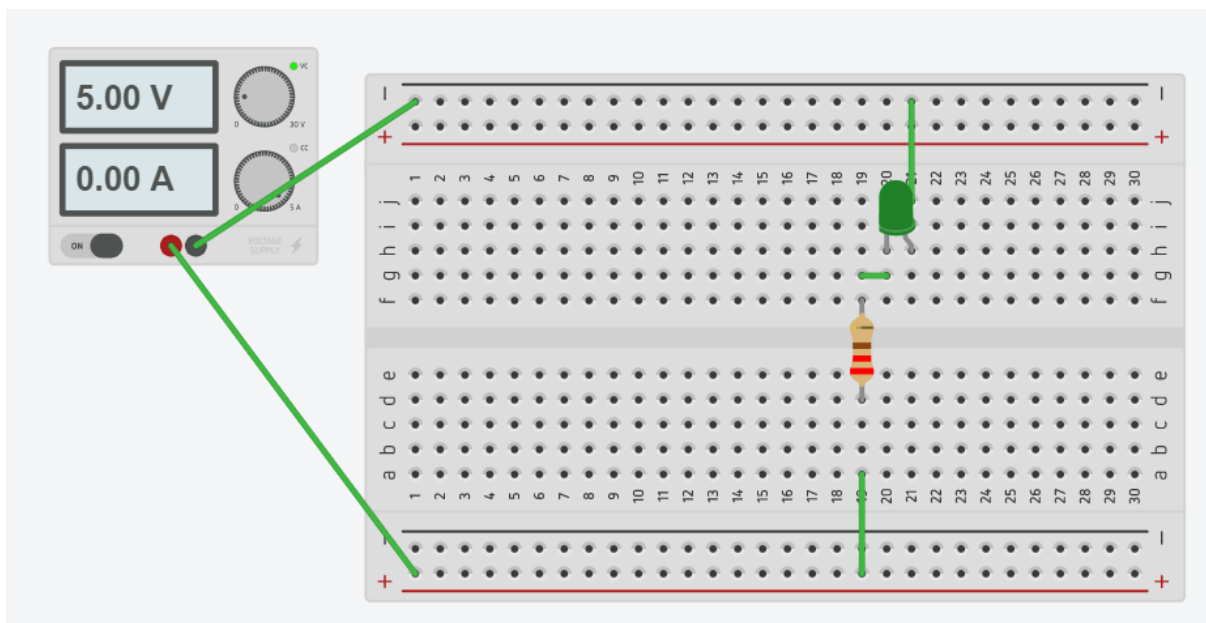 5.00 V
VC
0 30 V
0.00 A
CC
0 5 A
ON
VOLTAGE
SUPPLY
− −
+ +
1 2 3 4 5 6 7 8 9 10 11 12 13 14 15 16 17 18 19 20 21 22 23 24 25 26 27 28 29 30
j j
i i
h h
g g
f f
e e
d d
c c
b b
a a
1 2 3 4 5 6 7 8 9 10 11 12 13 14 15 16 17 18 19 20 21 22 23 24 25 26 27 28 29 30
− −
+ +